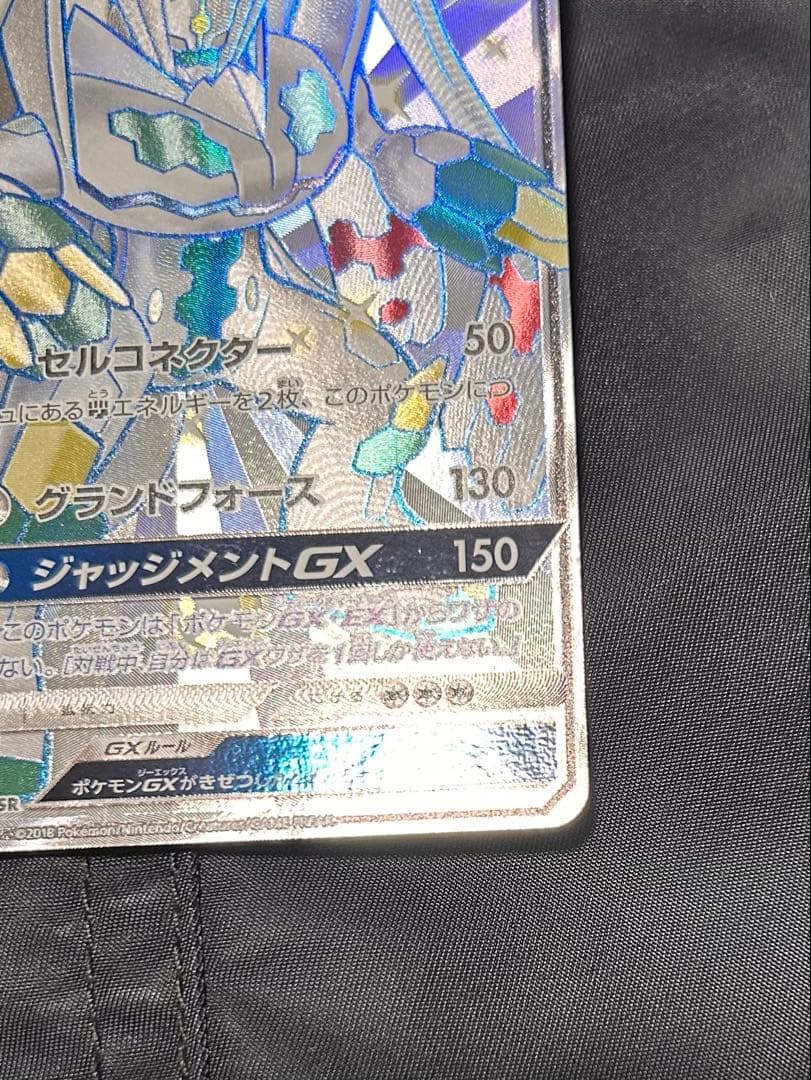 セルコネクター 50
ュにある エネルギーを2枚、このポケモンにつ
グランドフォース 130
ジャッジメントGX 150
このポケモンは「ポケモンGX・EX」からワザの
ない。[対戦中、自分はGXワザを1回しか使えない。]
にげる
GXルール
ポケモンGXがきぜつし
SR
©2018 Pokémon/Nintendo/Creatures/GAME FREAK.